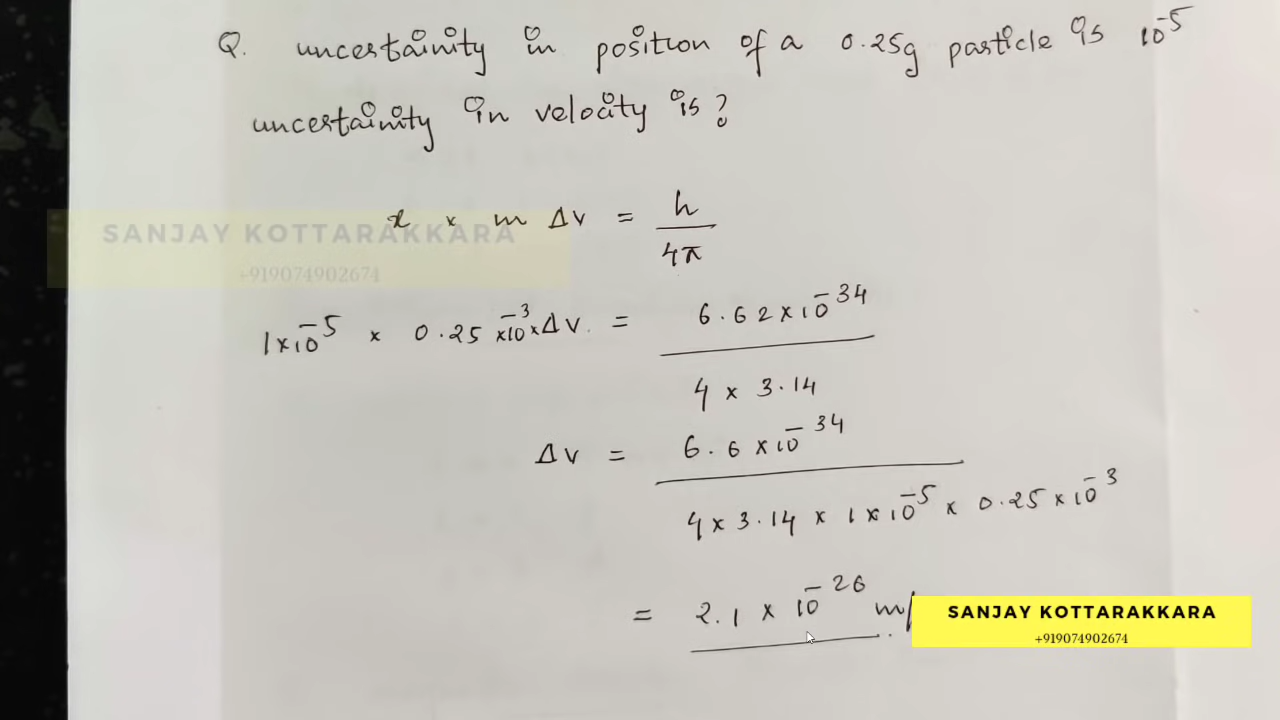 Q. uncertainity in position of a 0.25g particle is 10⁻⁵
uncertainity in velocity is?
x × m Δv = h/4π
SANJAY KOTTARAKKARA
+919074902674
1×10⁻⁵ × 0.25 ×10⁻³×Δv. = 6.62×10⁻³⁴
4 × 3.14
Δv = 6.6×10⁻³⁴
4× 3.14 × 1×10⁻⁵ × 0.25×10⁻³
= 2.1 × 10⁻²⁶
SANJAY KOTTARAKKARA
+919074902674